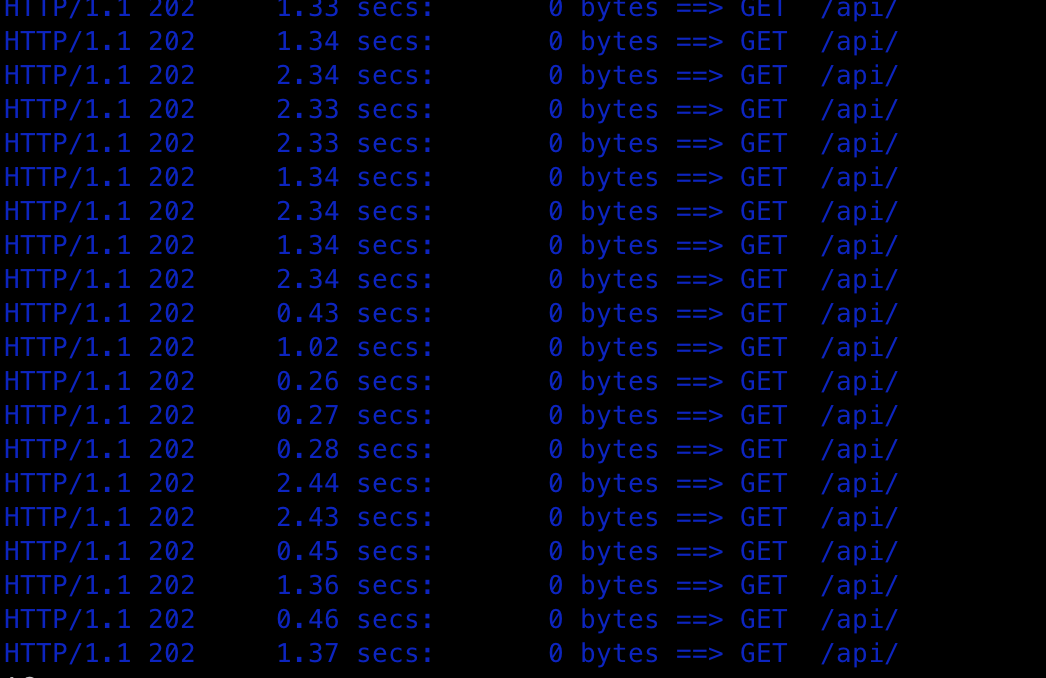 HTTP/1.1 202     1.33 secs:       0 bytes ==> GET  /api/
HTTP/1.1 202     1.34 secs:       0 bytes ==> GET  /api/
HTTP/1.1 202     2.34 secs:       0 bytes ==> GET  /api/
HTTP/1.1 202     2.33 secs:       0 bytes ==> GET  /api/
HTTP/1.1 202     2.33 secs:       0 bytes ==> GET  /api/
HTTP/1.1 202     1.34 secs:       0 bytes ==> GET  /api/
HTTP/1.1 202     2.34 secs:       0 bytes ==> GET  /api/
HTTP/1.1 202     1.34 secs:       0 bytes ==> GET  /api/
HTTP/1.1 202     2.34 secs:       0 bytes ==> GET  /api/
HTTP/1.1 202     0.43 secs:       0 bytes ==> GET  /api/
HTTP/1.1 202     1.02 secs:       0 bytes ==> GET  /api/
HTTP/1.1 202     0.26 secs:       0 bytes ==> GET  /api/
HTTP/1.1 202     0.27 secs:       0 bytes ==> GET  /api/
HTTP/1.1 202     0.28 secs:       0 bytes ==> GET  /api/
HTTP/1.1 202     2.44 secs:       0 bytes ==> GET  /api/
HTTP/1.1 202     2.43 secs:       0 bytes ==> GET  /api/
HTTP/1.1 202     0.45 secs:       0 bytes ==> GET  /api/
HTTP/1.1 202     1.36 secs:       0 bytes ==> GET  /api/
HTTP/1.1 202     0.46 secs:       0 bytes ==> GET  /api/
HTTP/1.1 202     1.37 secs:       0 bytes ==> GET  /api/